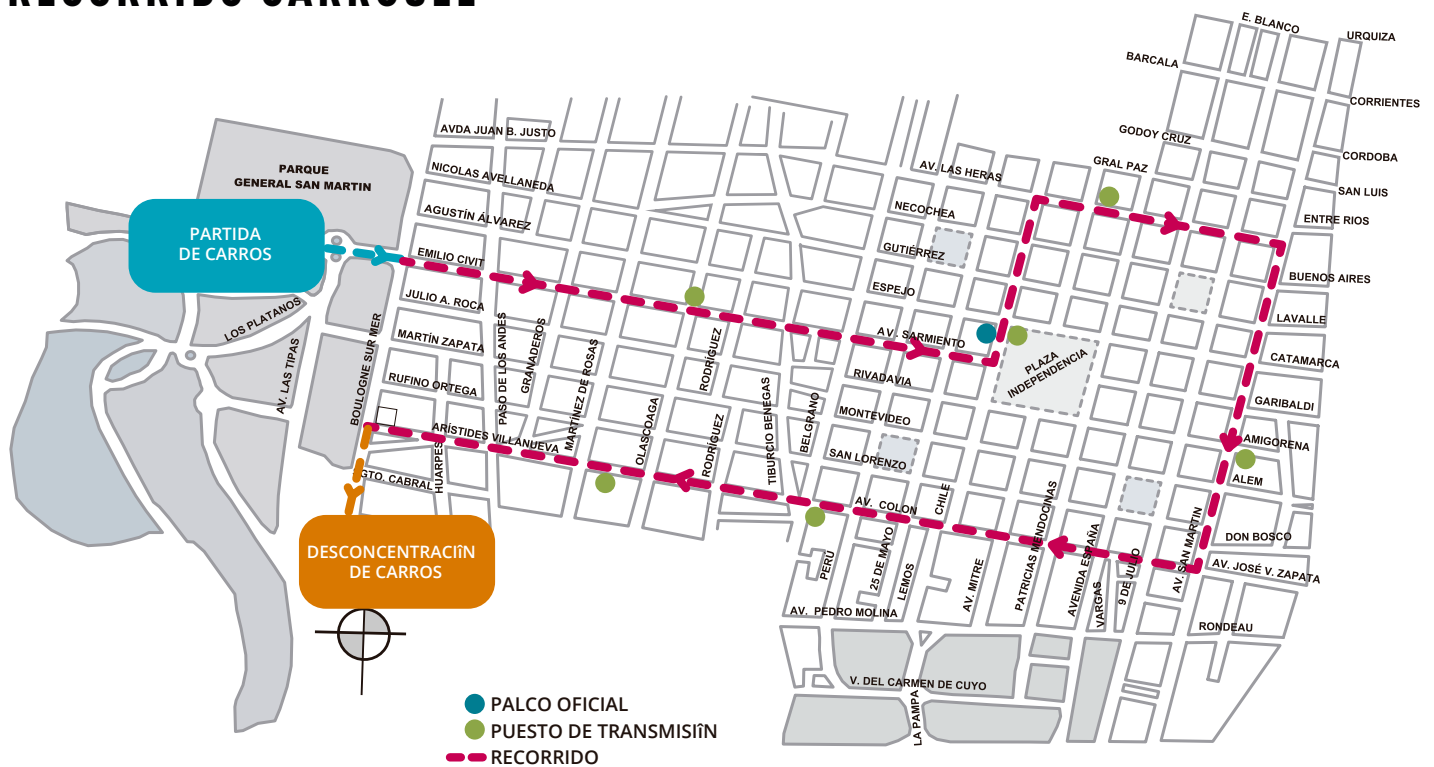 RECORRIDO CARROUSEL
E. BLANCO
URQUIZA
BARCALA
CORRIENTES
AVDA JUAN B. JUSTO
GODOY CRUZ
CORDOBA
PARQUE
GENERAL SAN MARTIN
NICOLAS AVELLANEDA
AV. LAS HERAS
GRAL PAZ
SAN LUIS
AGUSTÍN ÁLVAREZ
NECOCHEA
ENTRE RIOS
PARTIDA
DE CARROS
EMILIO CIVIT
GUTIÉRREZ
BUENOS AIRES
JULIO A. ROCA
ESPEJO
LOS PLATANOS
LAVALLE
MARTÍN ZAPATA
AV. SARMIENTO
PLAZA
INDEPENDENCIA
CATAMARCA
RUFINO ORTEGA
RIVADAVIA
AV. LAS TIPAS
BOULOGNE SUR MER
PASO DE LOS ANDES
GRANADEROS
MARTÍNEZ DE ROSAS
RODRÍGUEZ
GARIBALDI
MONTEVIDEO
ARÍSTIDES VILLANUEVA
OLASCOAGA
RODRÍGUEZ
TIBURCIO BENEGAS
BELGRANO
AMIGORENA
SAN LORENZO
GTO. CABRAL
HUARPES
ALEM
AV. COLON
CHILE
DON BOSCO
DESCONCENTRACIîN
DE CARROS
PERÚ
25 DE MAYO
LEMOS
AV. MITRE
PATRICIAS MENDOCINAS
AVENIDA ESPAÑA
VARGAS
9 DE JULIO
AV. SAN MARTIN
AV. JOSÉ V. ZAPATA
AV. PEDRO MOLINA
RONDEAU
V. DEL CARMEN DE CUYO
LA PAMPA
PALCO OFICIAL
PUESTO DE TRANSMISIîN
RECORRIDO